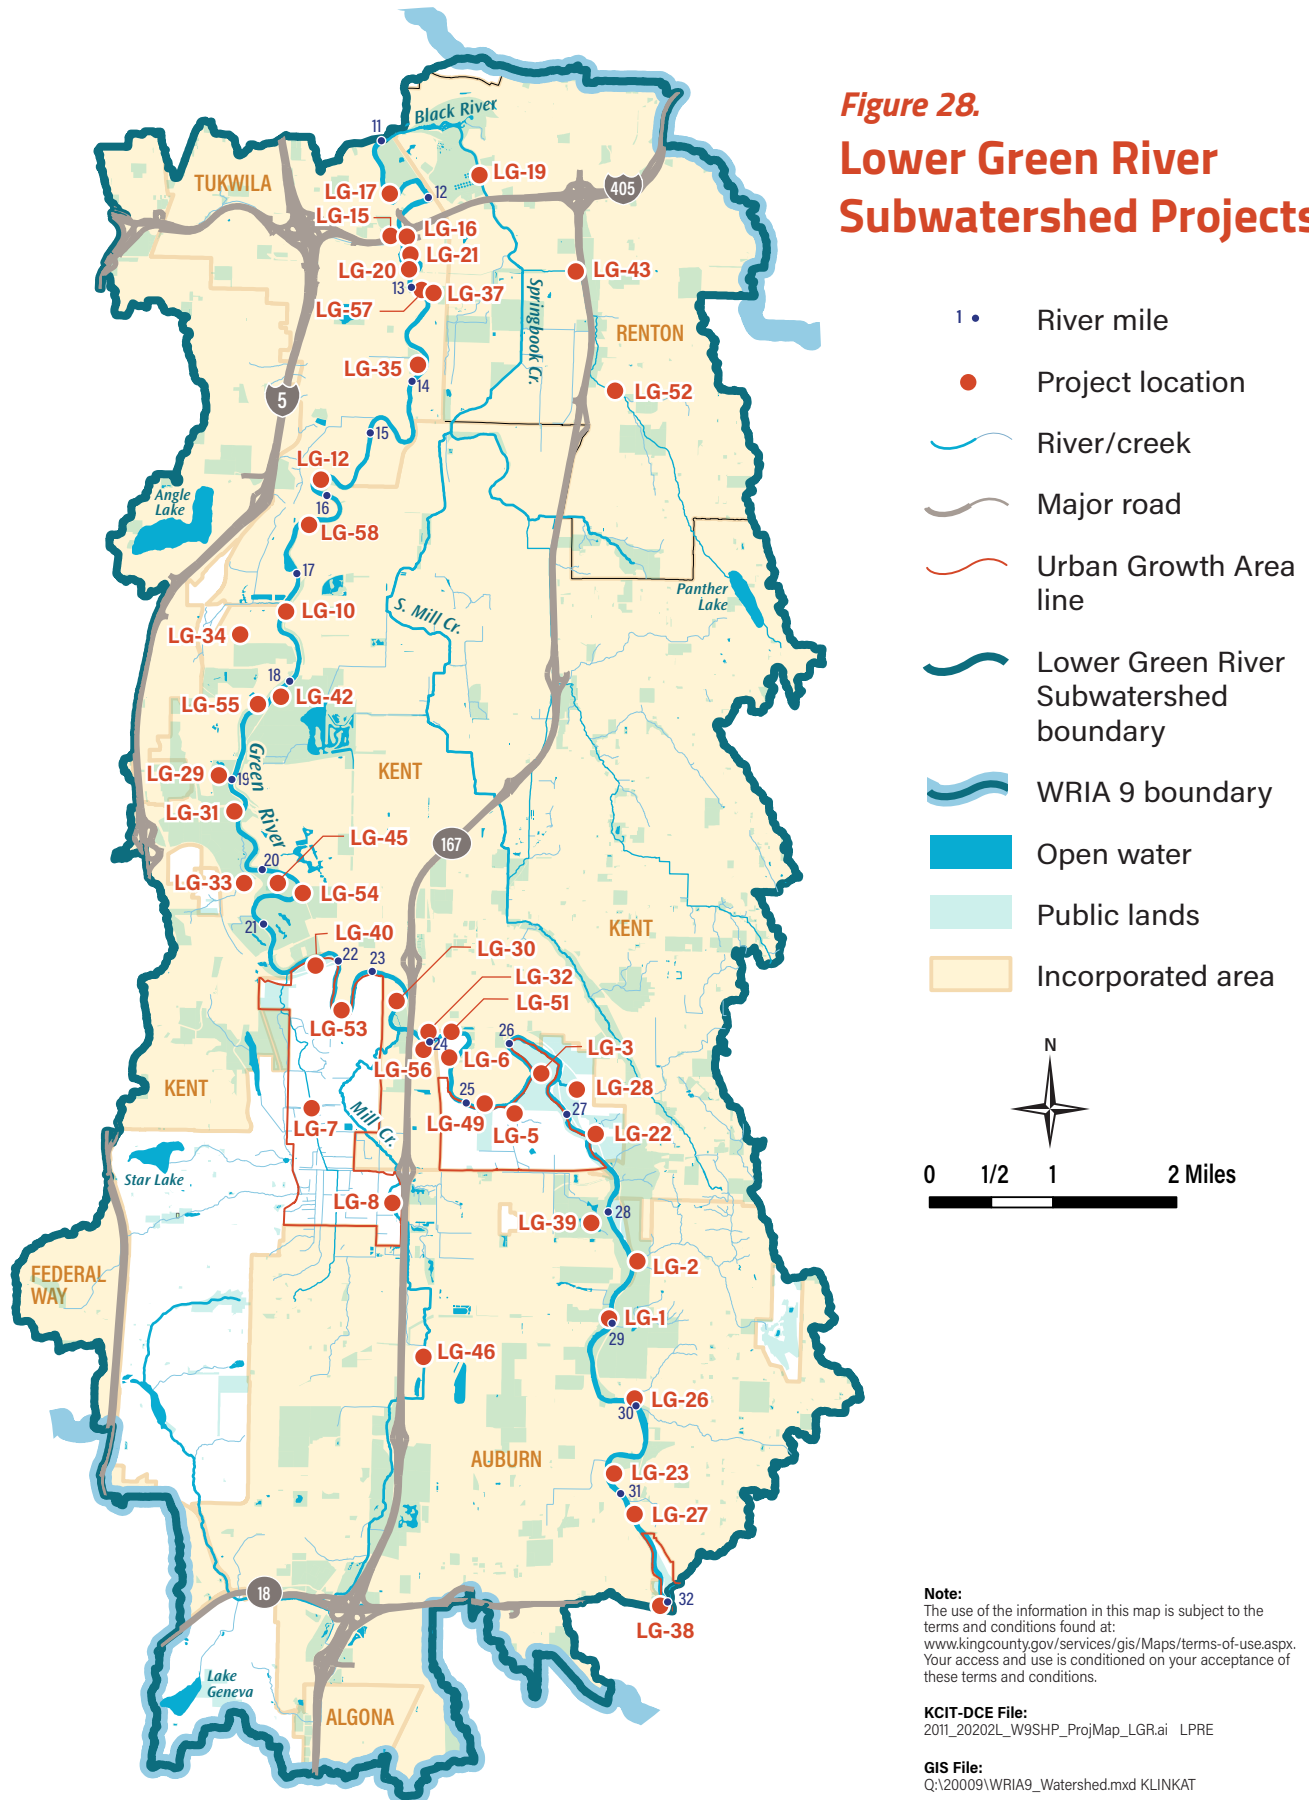 Figure 28.
Lower Green River
Subwatershed Projects
1
River mile
Project location
River/creek
Major road
Urban Growth Area
line
Lower Green River
Subwatershed
boundary
WRIA 9 boundary
Open water
Public lands
Incorporated area
N
0 1/2 1 2 Miles
Note:
The use of the information in this map is subject to the
terms and conditions found at:
www.kingcounty.gov/services/gis/Maps/terms-of-use.aspx.
Your access and use is conditioned on your acceptance of
these terms and conditions.
KCIT-DCE File:
2011_20202L_W9SHP_ProjMap_LGR.ai LPRE
GIS File:
Q:\20009\WRIA9_Watershed.mxd KLINKAT
Black River
11
TUKWILA
LG-19
LG-17
12
405
LG-15
LG-16
LG-21
LG-20
LG-43
13
LG-37
LG-57
Springbook Cr.
RENTON
LG-35
14
LG-52
5
15
LG-12
Angle
Lake
16
LG-58
17
Panther
Lake
LG-10
S. Mill Cr.
LG-34
18
LG-42
LG-55
Green
River
KENT
LG-29
19
LG-31
LG-45
167
20
LG-33
LG-54
21
KENT
LG-40
22
23
LG-30
LG-32
LG-51
LG-53
26
24
LG-3
LG-56
LG-6
KENT
LG-28
25
27
LG-7
Mill Cr.
LG-49
LG-5
LG-22
Star Lake
LG-8
28
LG-39
FEDERAL
WAY
LG-2
LG-1
29
LG-46
LG-26
30
AUBURN
LG-23
31
LG-27
18
32
LG-38
Lake
Geneva
ALGONA